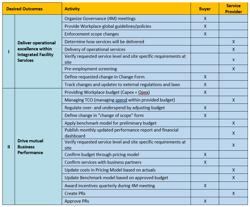 Desired Outcomes Activity Buyer Service Provider
I Deliver operational excellence within Integrated Facility Services
Organize Governance (4M) meetings X
Provide Workplace global guidelines/policies X
Enforcement scope changes X
Determine how services will be delivered X
Delivery of operational services X
Verify requested service level and site specific requirements at site X
Pre employment screening X
Define requested change in Change Form X
Track changes and updates to external regulations and laws X
II Drive mutual Business Performance
Providing Workplace budget (Capex + Opex) X
Managing TCO (managing spend within provided budget) X
Regulate over- and underspend by adjusting budget X
Define change in "change of scope" form X
Apply benchmark model for preliminary budget X
Publish monthly updated performance report and financial dashboard X
Verify requested service level and site specific requirements at site X
Confirm budget through pricing model X
Confirm services with business partners X
Update costs in Pricing Model based on actuals X
Update Benchmark model based on approved budget X
Award incentives quarterly during 4M meeting X
Create PRs X
Approve PRs X